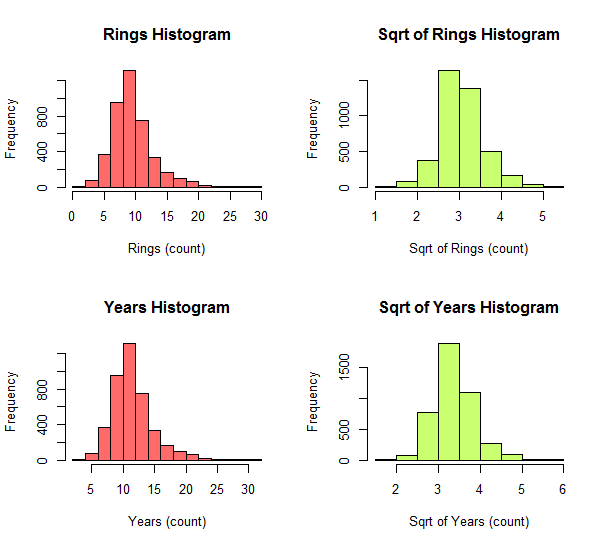 Rings Histogram
Frequency
0 400 800
0 5 10 15 20 25 30
Rings (count)
Sqrt of Rings Histogram
Frequency
0 500 1000
1 2 3 4 5
Sqrt of Rings (count)
Years Histogram
Frequency
0 400 800
5 10 15 20 25 30
Years (count)
Sqrt of Years Histogram
Frequency
0 500 1500
2 3 4 5 6
Sqrt of Years (count)